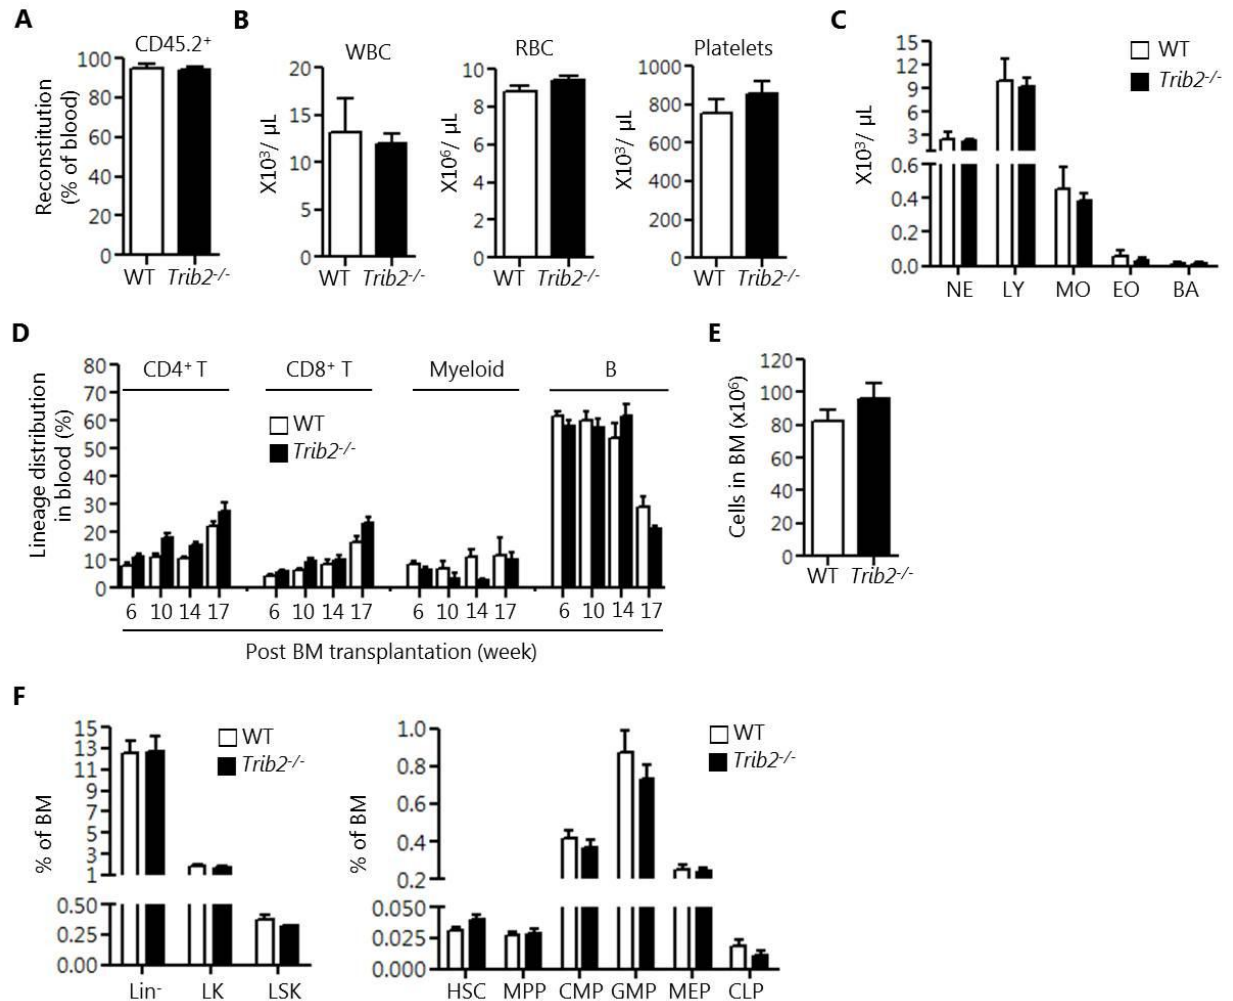 A
CD45.2⁺
Reconstitution
(% of blood)
100
80
60
40
20
0
WT Trib2⁻/⁻
B
WBC
X10³/ µL
20
15
10
5
0
WT Trib2⁻/⁻
RBC
X10⁶/ µL
10
8
6
4
2
0
WT Trib2⁻/⁻
Platelets
X10³/ µL
1000
800
600
400
200
0
WT Trib2⁻/⁻
C
X10³/ µL
15
12
9
6
3
0.6
0.4
0.2
0.0
WT
Trib2⁻/⁻
NE LY MO EO BA
D
Lineage distribution
in blood (%)
80
70
60
50
40
30
20
10
0
CD4⁺ T CD8⁺ T Myeloid B
WT
Trib2⁻/⁻
6 10 14 17 6 10 14 17 6 10 14 17 6 10 14 17
Post BM transplantation (week)
E
Cells in BM (x10⁶)
120
100
80
60
40
20
0
WT Trib2⁻/⁻
F
% of BM
15
13
11
9
7
5
3
1
0.50
0.25
0.00
WT
Trib2⁻/⁻
Lin⁻ LK LSK
% of BM
1.0
0.8
0.6
0.4
0.2
0.050
0.025
0.000
WT
Trib2⁻/⁻
HSC MPP CMP GMP MEP CLP